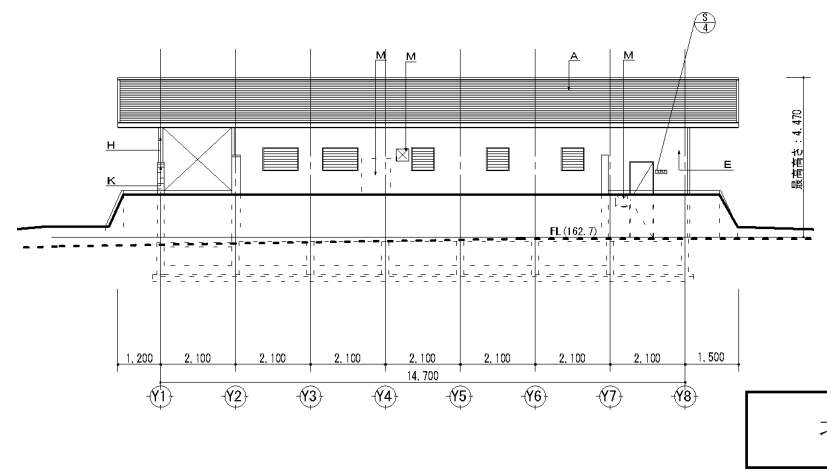 S
4
M
M
A
M
H
K
E
最高高さ：4,470
FL(162.7)
1,200 2,100 2,100 2,100 2,100 2,100 2,100 2,100 1,500
14,700
Y1 Y2 Y3 Y4 Y5 Y6 Y7 Y8